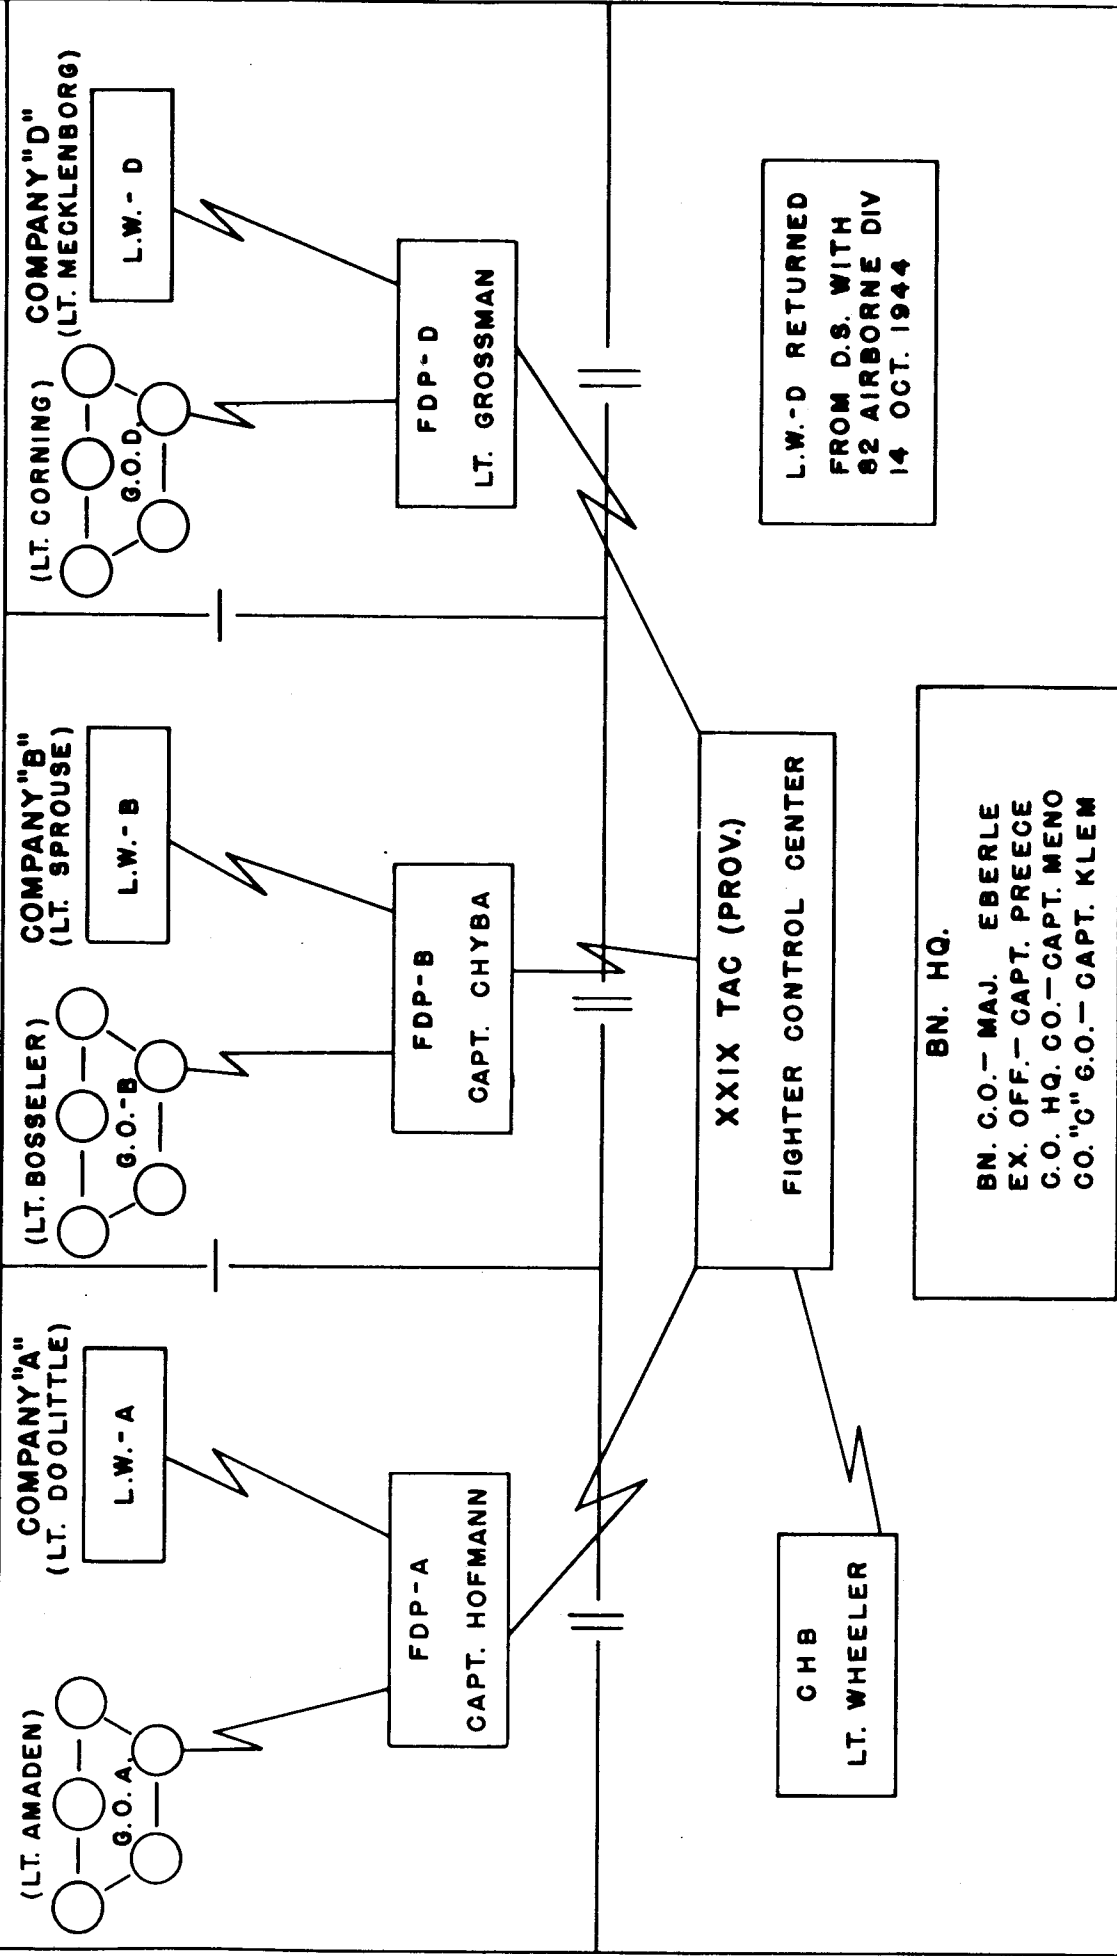 COMPANY "A"
(LT. AMADEN)
(LT. DOOLITTLE)
G.O. A.
L.W.-A
FDP-A
CAPT. HOFMANN
COMPANY "B"
(LT. BOSSELER)
(LT. SPROUSE)
G.O.-B
L.W.-B
FDP-B
CAPT. CHYBA
COMPANY "D"
(LT. CORNING)
(LT. MECKLENBORG)
G.O.D.
L.W.- D
FDP-D
LT. GROSSMAN
XXIX TAC (PROV.)
FIGHTER CONTROL CENTER
CHB
LT. WHEELER
L.W.-D RETURNED
FROM D.S. WITH
82 AIRBORNE DIV
14 OCT. 1944
BN. HQ.
BN. C.O.- MAJ. EBERLE
EX. OFF.- CAPT. PREECE
C.O. HQ. CO.-CAPT. MENO
CO. "C" G.O.- CAPT. KLEM